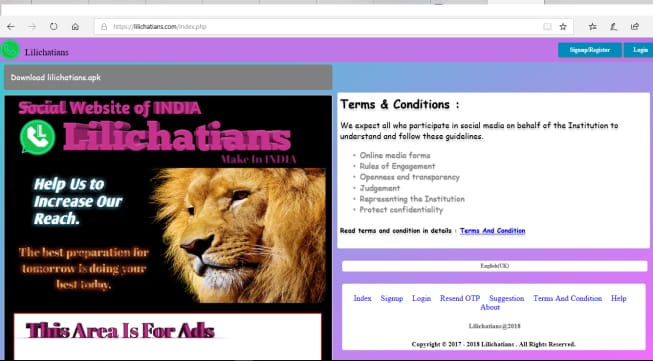 https://lilichatians.com/index.php
Lilichatians
Signup/Register
Login
Download lilichatians.apk
Social Website of INDIA
Lilichatians
Make In INDIA
Help Us to
Increase Our
Reach.
The best preparation for
tomorrow is doing your
best today.
This Area Is For Ads
Terms & Conditions :
We expect all who participate in social media on behalf of the Institution to
understand and follow these guidelines.
• Online media forms
• Rules of Engagement
• Openness and transparency
• Judgement
• Representing the Institution
• Protect confidentiality
Read terms and condition in details : Terms And Condition
English(UK)
Index Signup Login Resend OTP Suggestion Terms And Condition Help
About
Lilichatians@2018
Copyright © 2017 - 2018 Lilichatians . All Rights Reserved.